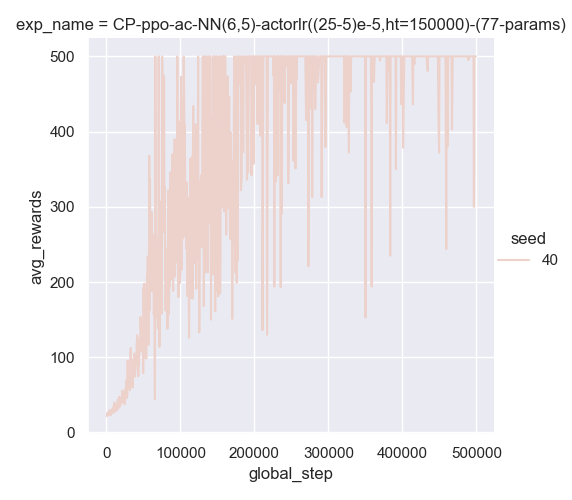 exp_name = CP-ppo-ac-NN(6,5)-actorlr((25-5)e-5,ht=150000)-(77-params)
500
400
300
200
100
0
avg_rewards
0 100000 200000 300000 400000 500000
global_step
seed
40